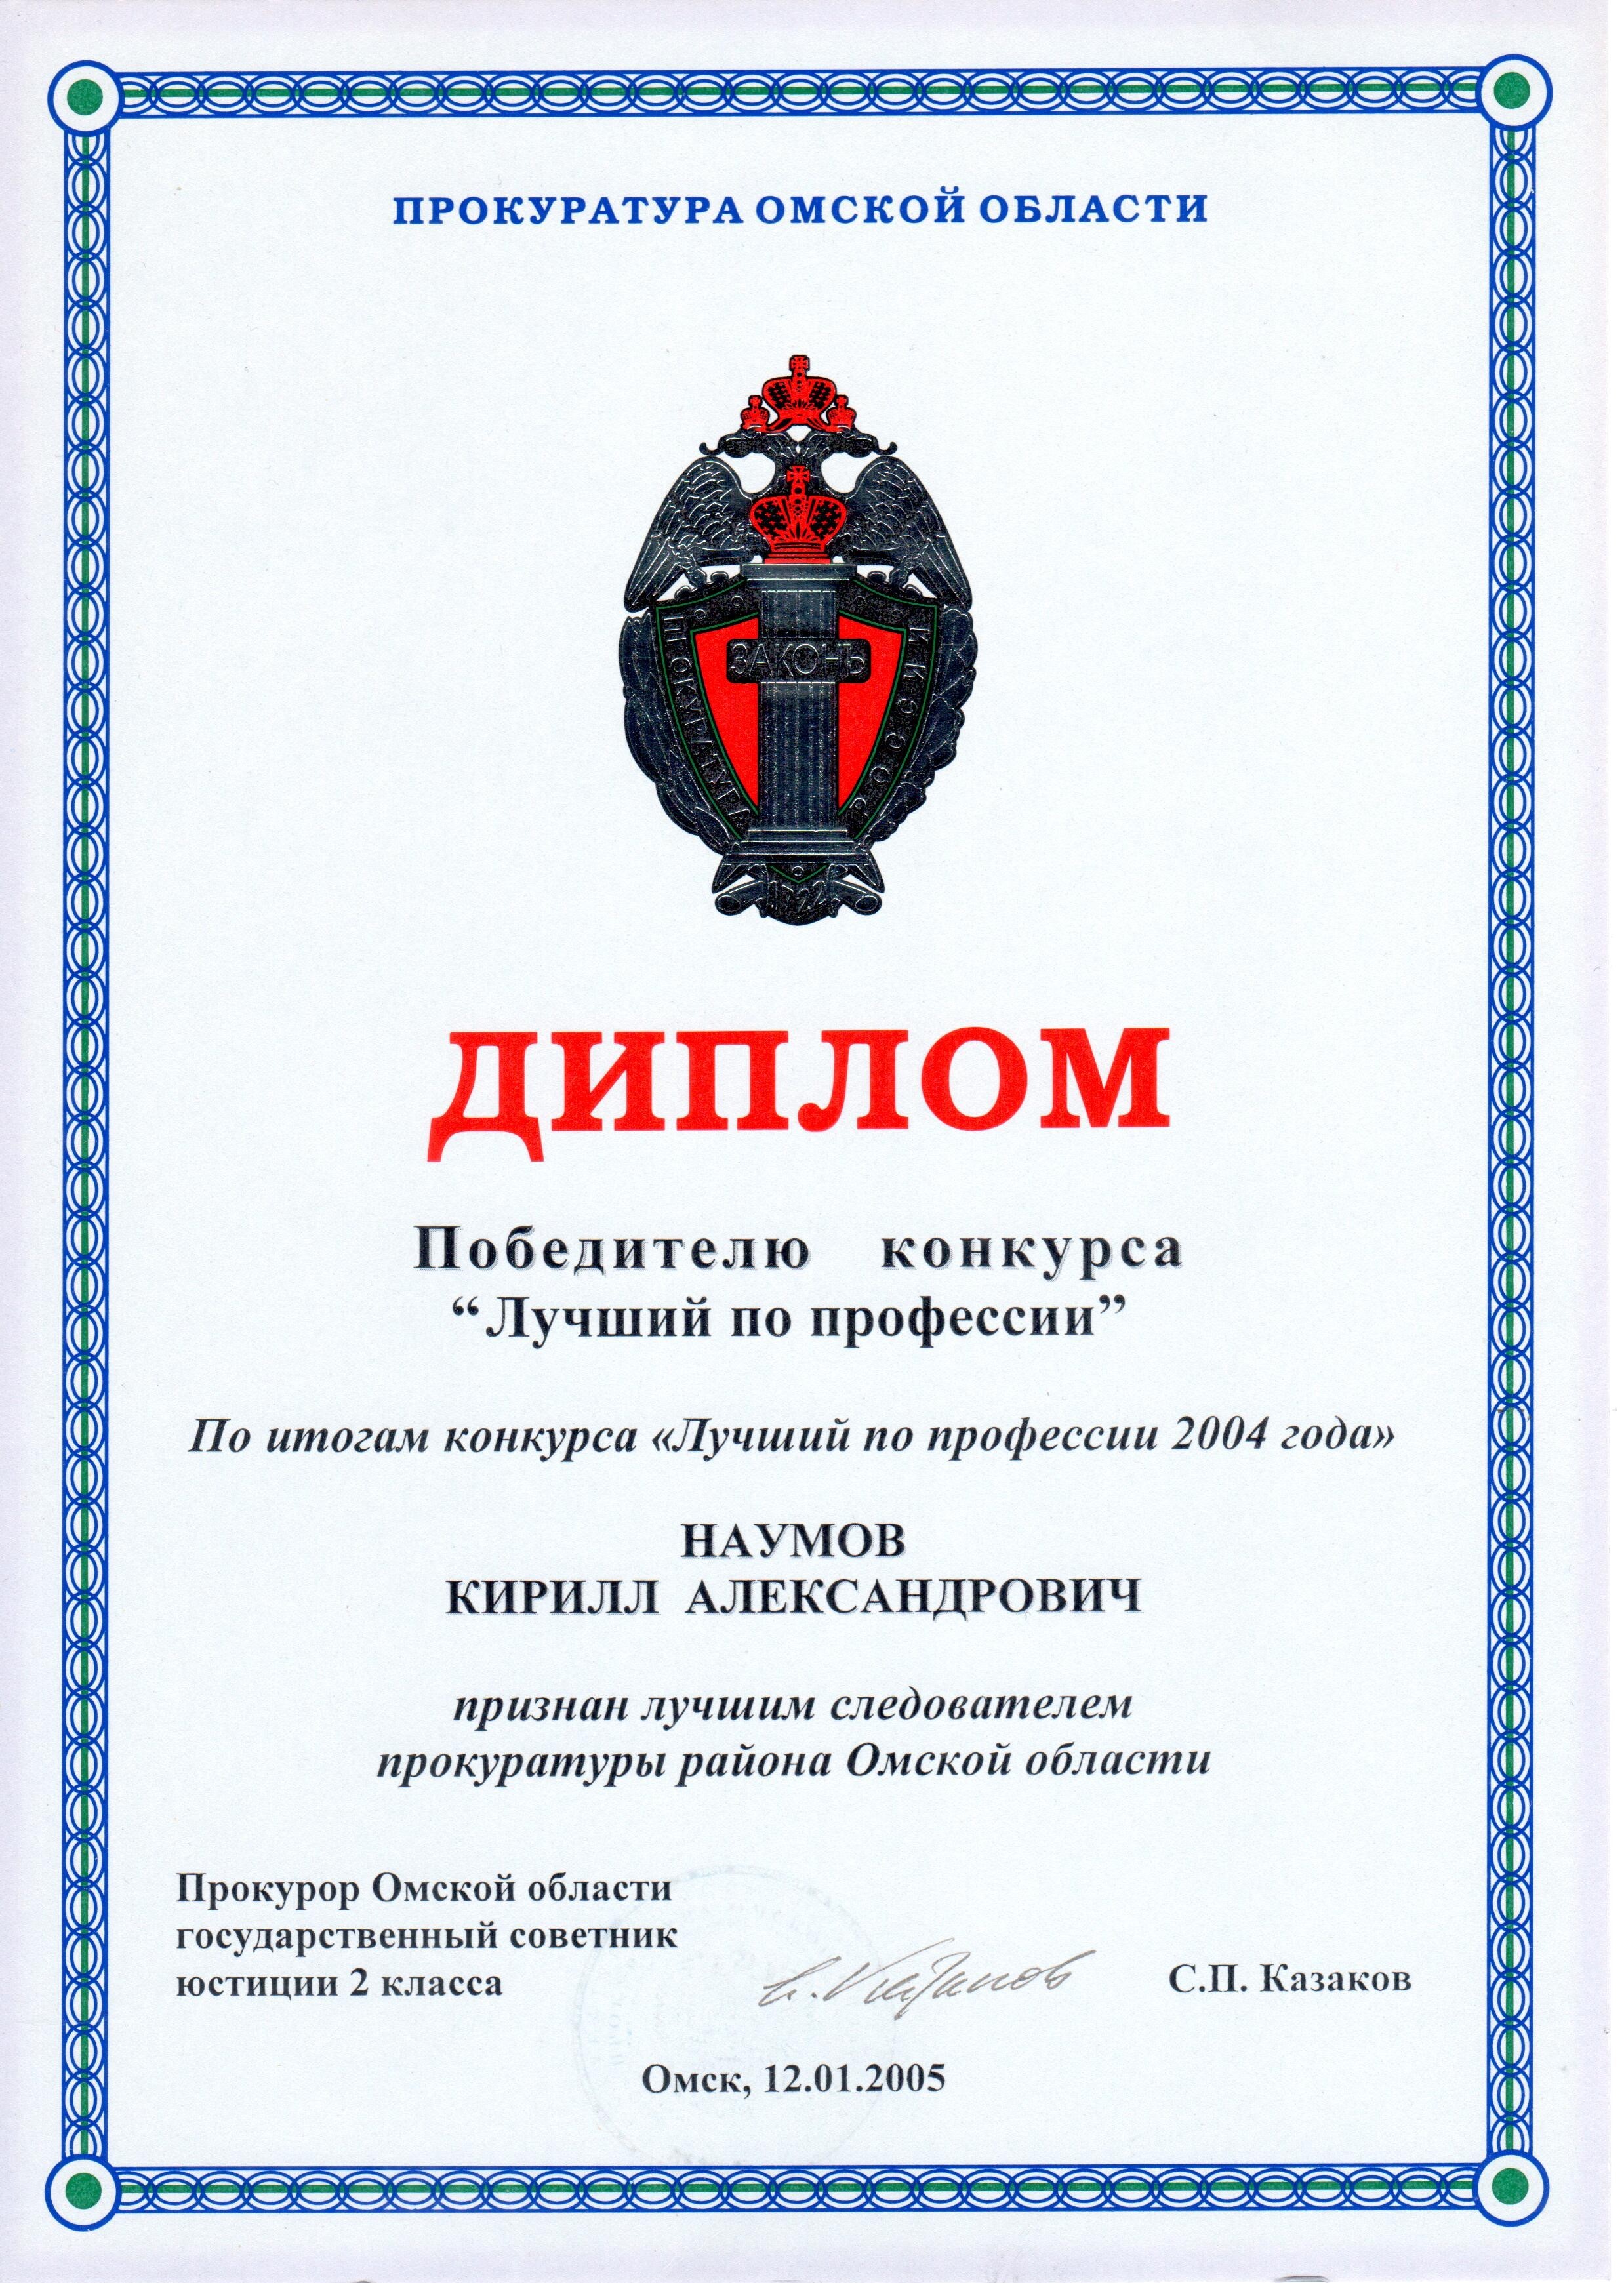 ПРОКУРАТУРА ОМСКОЙ ОБЛАСТИ
ПРОКУРАТУРА РОССИИ
ЗАКОНЪ
1722
ДИПЛОМ
Победителю конкурса
“Лучший по профессии”
По итогам конкурса «Лучший по профессии 2004 года»
НАУМОВ
КИРИЛЛ АЛЕКСАНДРОВИЧ
признан лучшим следователем
прокуратуры района Омской области
Прокурор Омской области
государственный советник
юстиции 2 класса
С.П. Казаков
Омск, 12.01.2005